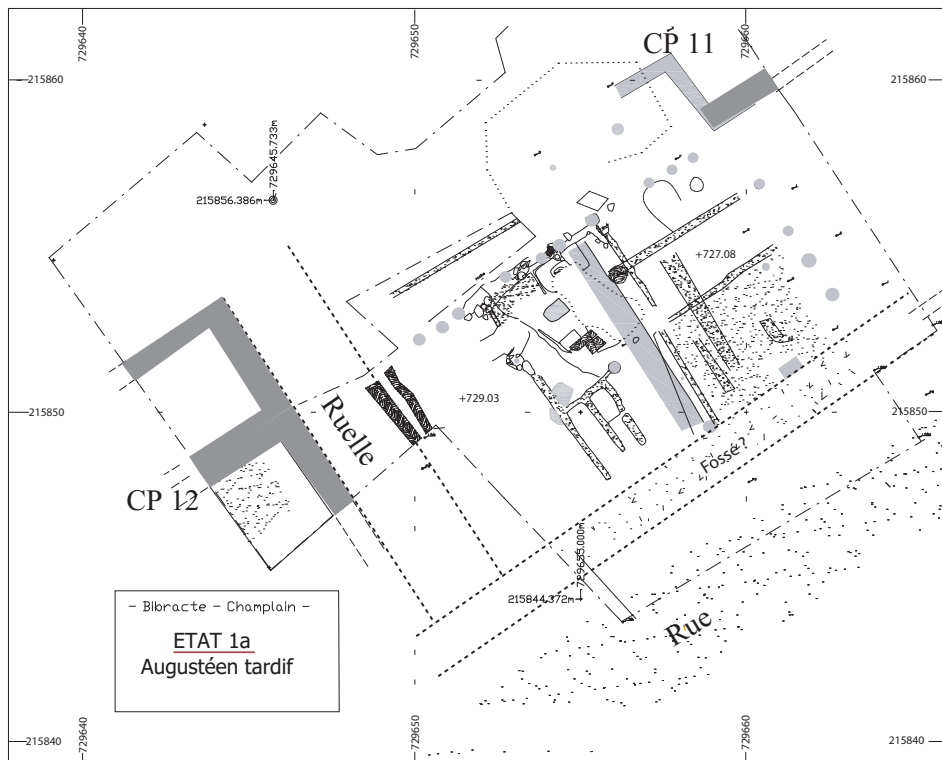 729640
729650
729660
CP 11
215860
215860
729645.733m
215856.386m
+727.08
+729.03
215850
215850
Ruelle
Fossé ?
CP 12
729655.000m
215844.372m
Rue
- Bibracte - Champlain -
ETAT 1a
Augustéen tardif
215840
215840
729640
729650
729660